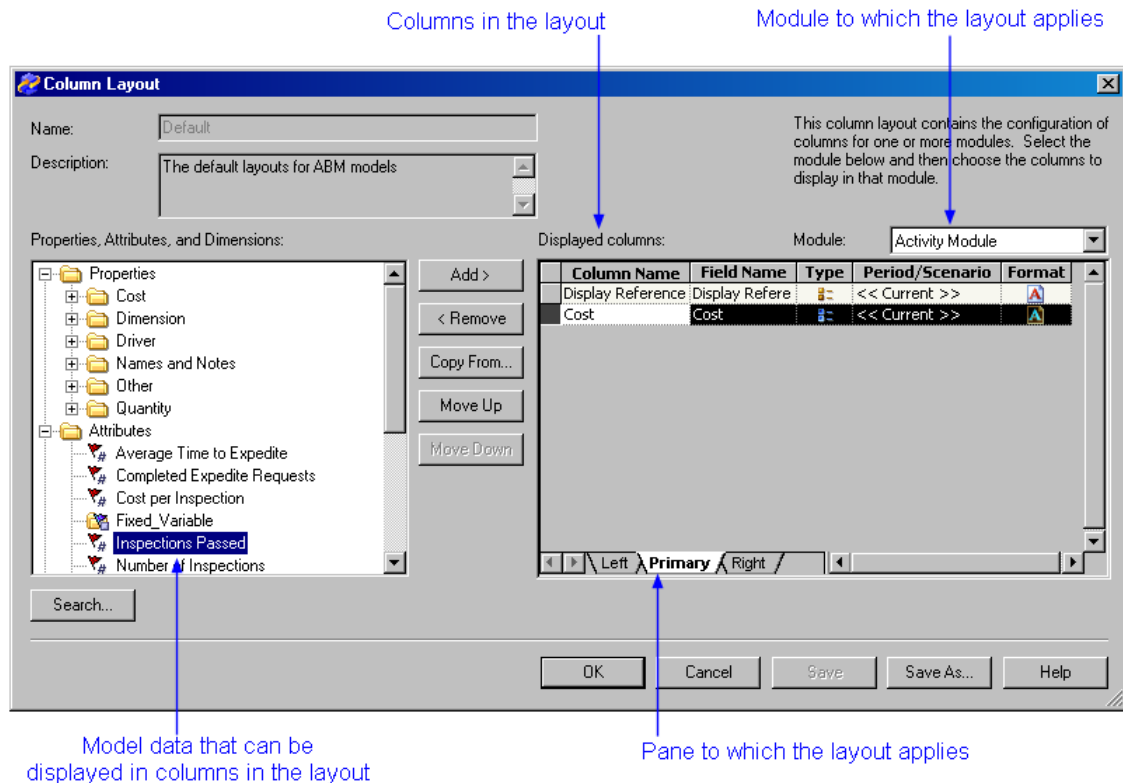 Columns in the layout
Module to which the layout applies
Column Layout
Name:
Default
Description:
The default layouts for ABM models
This column layout contains the configuration of
columns for one or more modules. Select the
module below and then choose the columns to
display in that module.
Properties, Attributes, and Dimensions:
Displayed columns:
Module:
Activity Module
Properties
Cost
Dimension
Driver
Names and Notes
Other
Quantity
Attributes
Average Time to Expedite
Completed Expedite Requests
Cost per Inspection
Fixed_Variable
Inspections Passed
Number of Inspections
Add >
< Remove
Copy From...
Move Up
Move Down
Column Name Field Name Type Period/Scenario Format
Display Reference Display Refere << Current >> A
Cost Cost << Current >> A
Left Primary Right
Search...
OK Cancel Save Save As... Help
Model data that can be
displayed in columns in the layout
Pane to which the layout applies